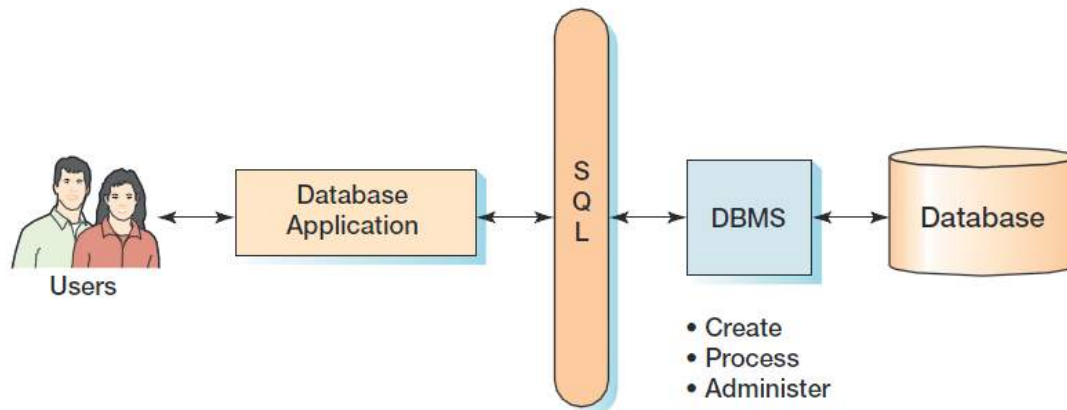 Users
Database
Application
S
Q
L
DBMS
• Create
• Process
• Administer
Database